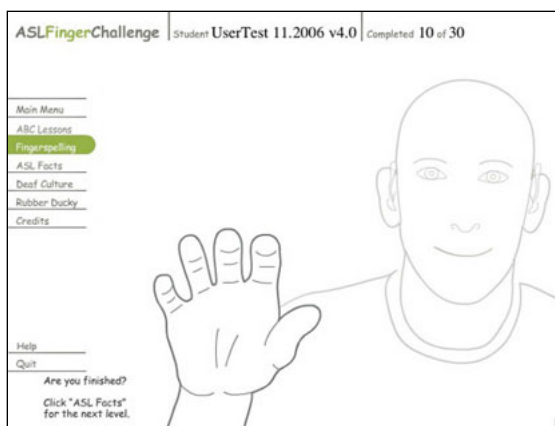 ASLFingerChallenge Student UserTest 11.2006 v4.0 Completed 10 of 30
Main Menu
ABC Lessons
Fingerspelling
ASL Facts
Deaf Culture
Rubber Ducky
Credits
Help
Quit
Are you finished?
Click "ASL Facts"
for the next level.